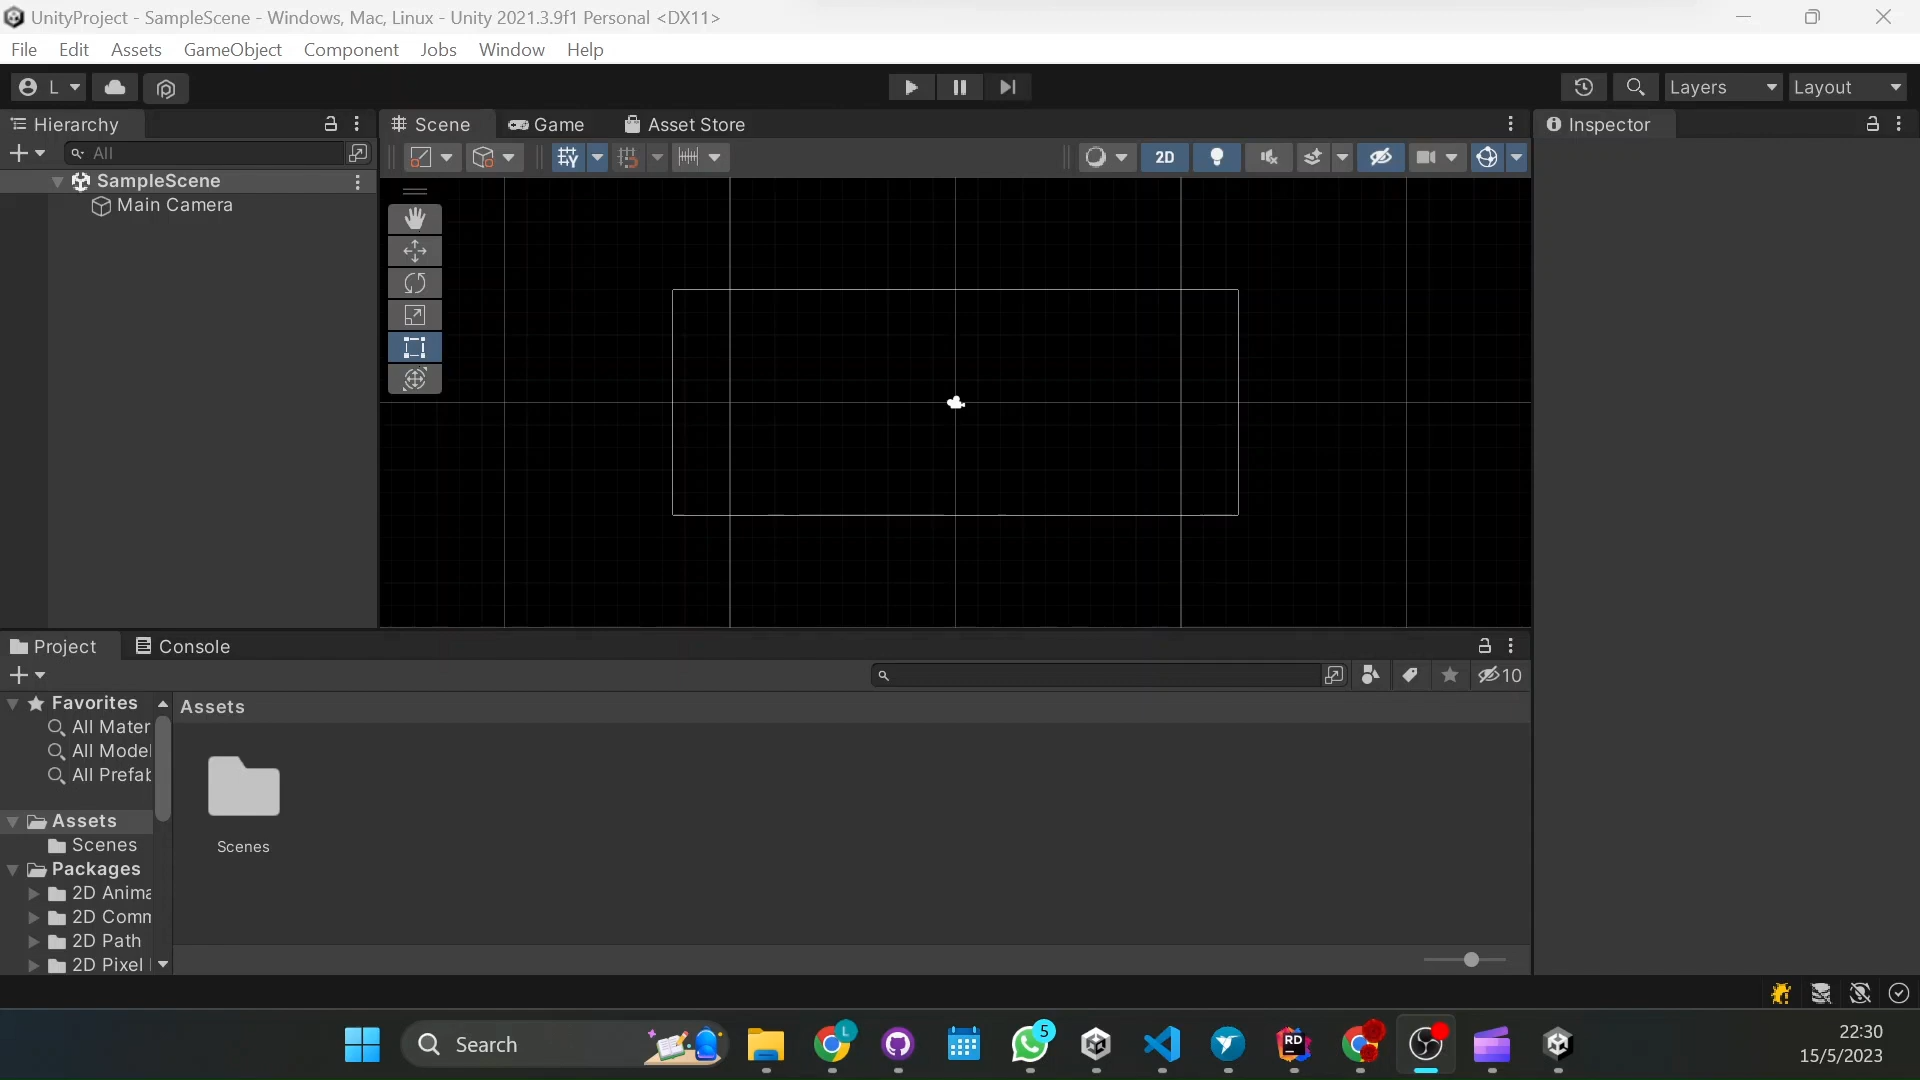 UnityProject - SampleScene - Windows, Mac, Linux - Unity 2021.3.9f1 Personal <DX11>
File Edit Assets GameObject Component Jobs Window Help
L Layers Layout
Hierarchy Scene Game Asset Store Inspector
All 2D
SampleScene
Main Camera
Project Console
10
Favorites Assets
All Mater
All Model
All Prefab
Assets
Scenes
Scenes
Packages
2D Anima
2D Comm
2D Path
2D Pixel
Search L 5 RD 22:30
15/5/2023